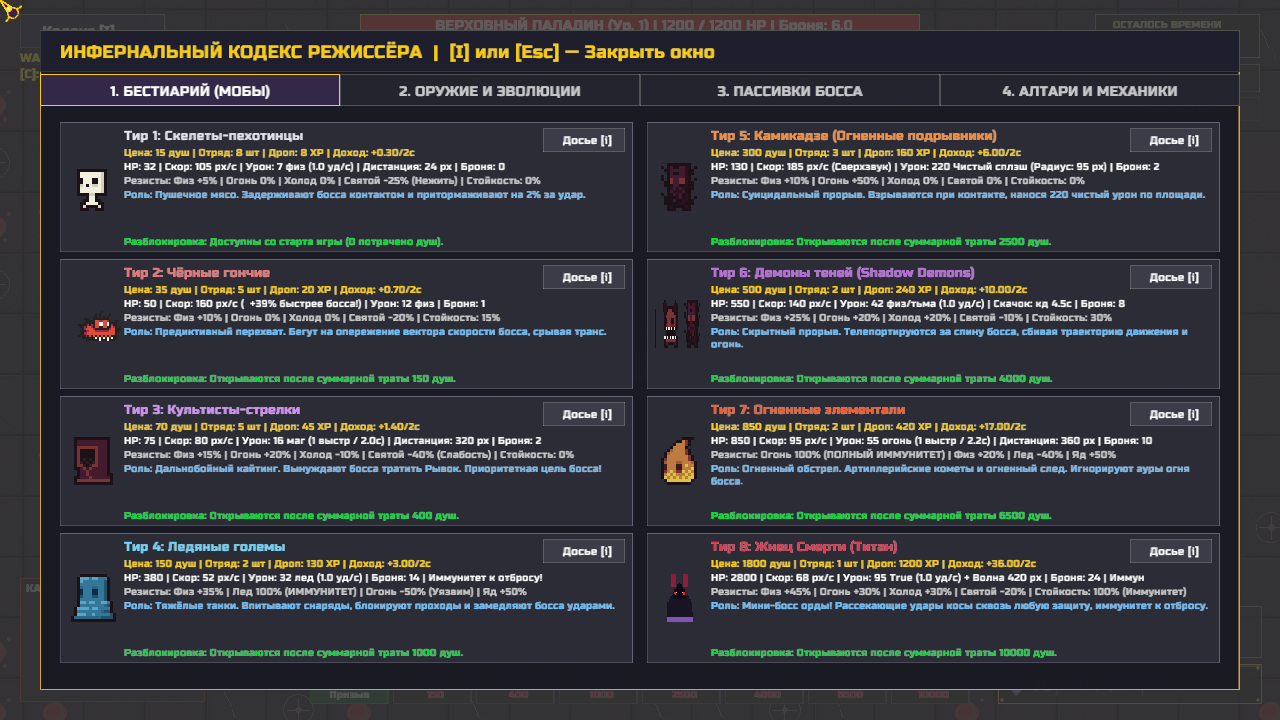 ВЕРХОВНЫЙ ПАЛАДИН (Ур. 1) | 1200 / 1200 HP | Броня: 6.0
ОСТАЛОСЬ ВРЕМЕНИ
ИНФЕРНАЛЬНЫЙ КОДЕКС РЕЖИССЁРА | [I] или [Esc] — Закрыть окно
1. БЕСТИАРИЙ (МОБЫ)
2. ОРУЖИЕ И ЭВОЛЮЦИИ
3. ПАССИВКИ БОССА
4. АЛТАРИ И МЕХАНИКИ
Тир 1: Скелеты-пехотинцы
Досье [i]
Цена: 15 душ | Отряд: 8 шт | Дроп: 8 XP | Доход: +0.30/2с
HP: 32 | Скор: 105 px/с | Урон: 7 физ (1.0 уд/с) | Дистанция: 24 px | Броня: 0
Резисты: Физ +5% | Огонь 0% | Холод 0% | Святой -25% (Нежить) | Стойкость: 0%
Роль: Пушечное мясо. Задерживают босса контактом и притормаживают на 2% за удар.
Разблокировка: Доступны со старта игры (0 потрачено душ).
Тир 2: Чёрные гончие
Досье [i]
Цена: 35 душ | Отряд: 5 шт | Дроп: 20 XP | Доход: +0.70/2с
HP: 50 | Скор: 160 px/с ( +39% быстрее босса!) | Урон: 12 физ | Броня: 1
Резисты: Физ +10% | Огонь 0% | Холод 0% | Святой -20% | Стойкость: 15%
Роль: Предиктивный перехват. Бегут на опережение вектора скорости босса, срывая транс.
Разблокировка: Открываются после суммарной траты 150 душ.
Тир 3: Культисты-стрелки
Досье [i]
Цена: 70 душ | Отряд: 5 шт | Дроп: 45 XP | Доход: +1.40/2с
HP: 75 | Скор: 80 px/с | Урон: 16 маг (1 выстр / 2.0с) | Дистанция: 320 px | Броня: 2
Резисты: Физ +15% | Огонь +20% | Холод -10% | Святой -40% (Слабость) | Стойкость: 0%
Роль: Дальнобойный кайтинг. Вынуждают босса тратить Рывок. Приоритетная цель босса!
Разблокировка: Открываются после суммарной траты 400 душ.
Тир 4: Ледяные големы
Досье [i]
Цена: 150 душ | Отряд: 2 шт | Дроп: 130 XP | Доход: +3.00/2с
HP: 380 | Скор: 52 px/с | Урон: 32 лед (1.0 уд/с) | Броня: 14 | Иммунитет к отбросу!
Резисты: Физ +35% | Лед 100% (ИММУНИТЕТ) | Огонь -50% (Уязвим) | Яд +50%
Роль: Тяжёлые танки. Впитывают снаряды, блокируют проходы и замедляют босса ударами.
Разблокировка: Открываются после суммарной траты 1000 душ.
Тир 5: Камикадзе (Огненные подрывники)
Досье [i]
Цена: 300 душ | Отряд: 3 шт | Дроп: 160 XP | Доход: +6.00/2с
HP: 130 | Скор: 185 px/с (Сверхзвук) | Урон: 220 Чистый сплэш (Радиус: 95 px) | Броня: 2
Резисты: Физ +10% | Огонь +50% | Холод 0% | Святой 0% | Стойкость: 0%
Роль: Суицидальный прорыв. Взрываются при контакте, нанося 220 чистый урон по площади.
Разблокировка: Открываются после суммарной траты 2500 душ.
Тир 6: Демоны теней (Shadow Demons)
Досье [i]
Цена: 500 душ | Отряд: 2 шт | Дроп: 240 XP | Доход: +10.00/2с
HP: 550 | Скор: 140 px/с | Урон: 42 физ/тьма (1.0 уд/с) | Скачок: кд 4.5с | Броня: 8
Резисты: Физ +25% | Огонь +20% | Холод +20% | Святой -10% | Стойкость: 30%
Роль: Скрытный прорыв. Телепортируются за спину босса, сбивая траекторию движения и
огонь.
Разблокировка: Открываются после суммарной траты 4000 душ.
Тир 7: Огненные элементали
Досье [i]
Цена: 850 душ | Отряд: 2 шт | Дроп: 420 XP | Доход: +17.00/2с
HP: 850 | Скор: 95 px/с | Урон: 55 огонь (1 выстр / 2.2с) | Дистанция: 360 px | Броня: 10
Резисты: Огонь 100% (ПОЛНЫЙ ИММУНИТЕТ) | Физ +20% | Лед -40% | Яд +50%
Роль: Огненный обстрел. Артиллерийские кометы и огненный след. Игнорируют ауры огня
босса.
Разблокировка: Открываются после суммарной траты 6500 душ.
Тир 8: Жнец Смерти (Титан)
Досье [i]
Цена: 1800 душ | Отряд: 1 шт | Дроп: 1200 XP | Доход: +36.00/2с
HP: 2800 | Скор: 68 px/с | Урон: 95 True (1.0 уд/с) + Волна 420 px | Броня: 24 | Иммун
Резисты: Физ +45% | Огонь +30% | Холод +30% | Святой -20% | Стойкость: 100% (Иммунитет)
Роль: Мини-босс орды! Рассекающие удары косы сквозь любую защиту, иммунитет к отбросу.
Разблокировка: Открываются после суммарной траты 10000 душ.
Призыв 150 400 1000 2500 4000 6500 10000